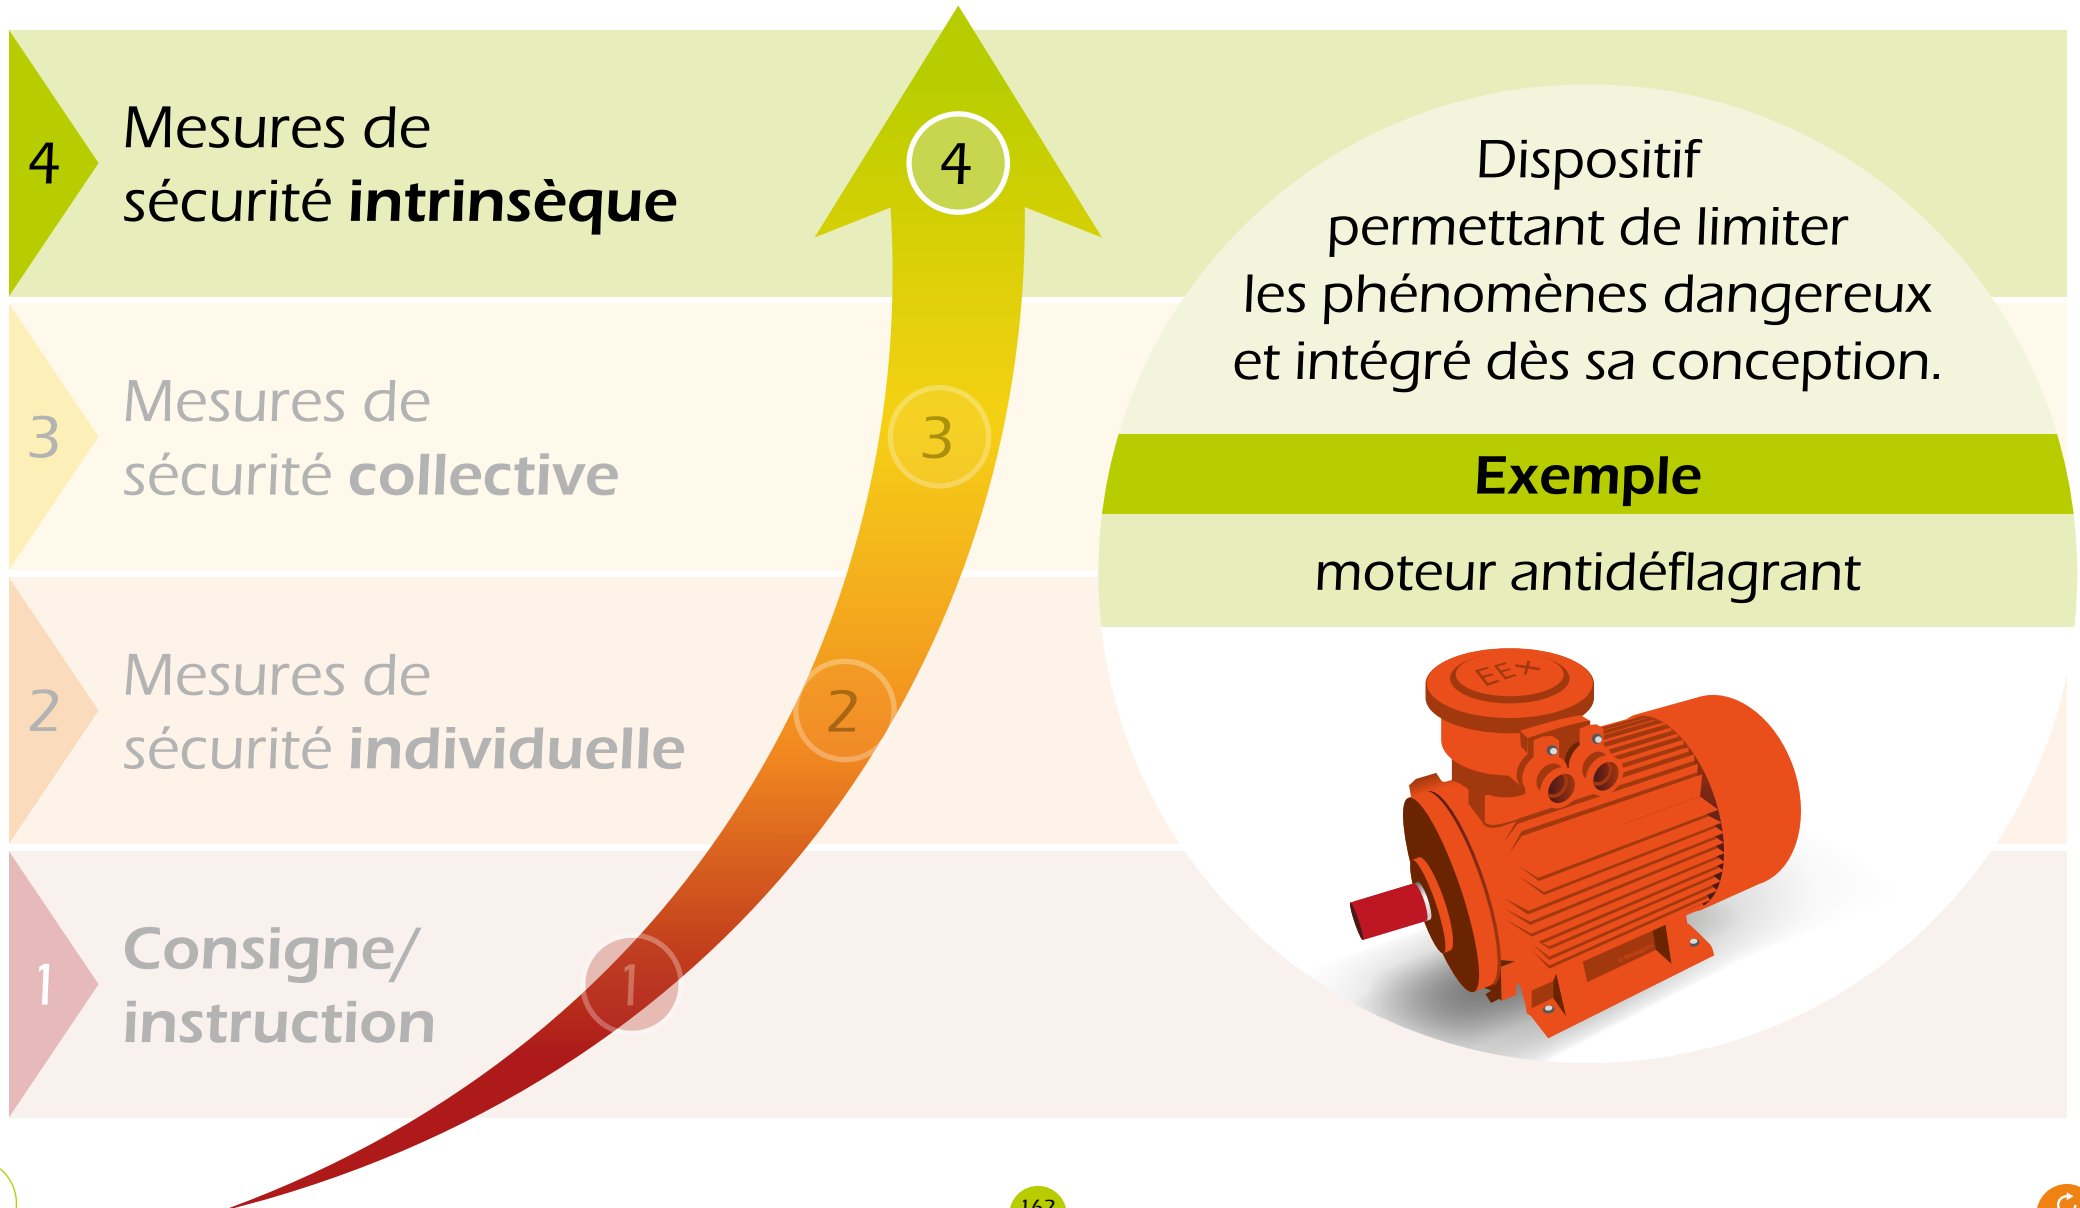 4
Mesures de
sécurité intrinsèque
4
Dispositif
permettant de limiter
les phénomènes dangereux
et intégré dès sa conception.
Exemple
moteur antidéflagrant
EEX
3
Mesures de
sécurité collective
3
2
Mesures de
sécurité individuelle
2
1
Consigne/
instruction
1